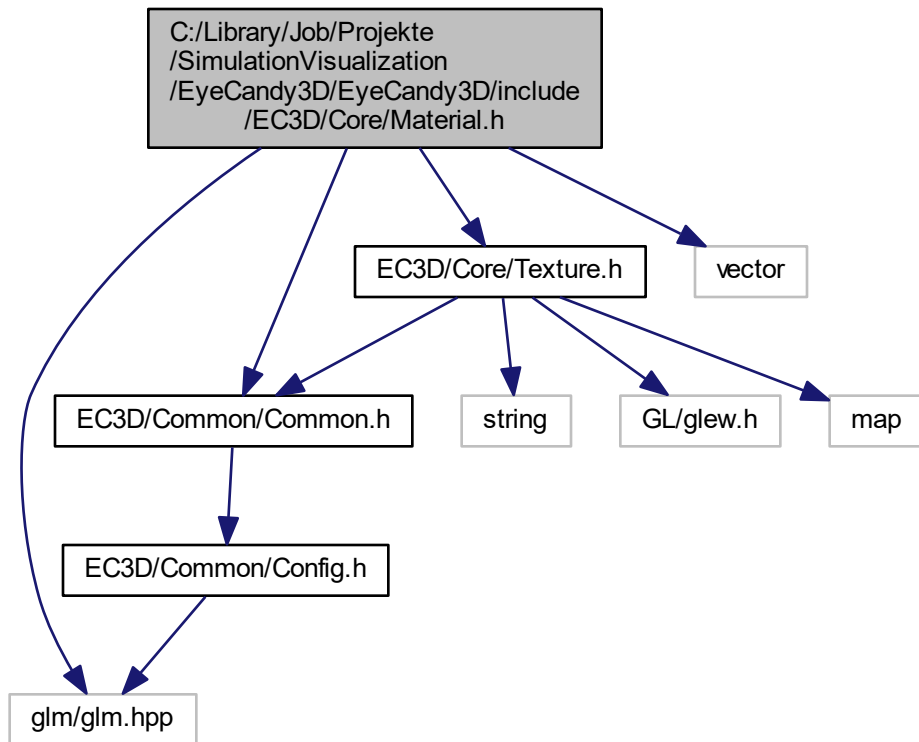 C:/Library/Job/Projekte
/SimulationVisualization
/EyeCandy3D/EyeCandy3D/include
/EC3D/Core/Material.h
EC3D/Core/Texture.h
vector
EC3D/Common/Common.h
string
GL/glew.h
map
EC3D/Common/Config.h
glm/glm.hpp